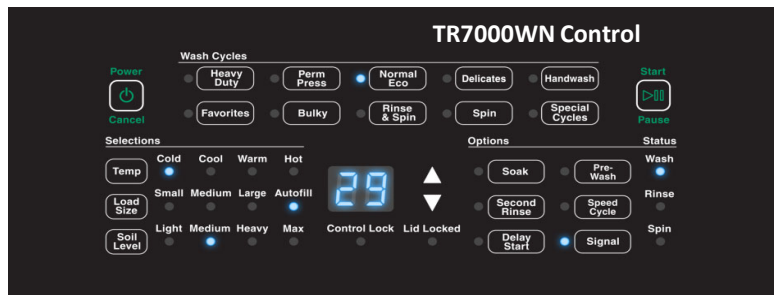 TR7000WN Control
Wash Cycles
Power
Heavy Duty
Perm Press
Normal Eco
Delicates
Handwash
Start
Cancel
Favorites
Bulky
Rinse & Spin
Spin
Special Cycles
Pause
Selections
Options
Status
Temp
Cold Cool Warm Hot
Soak
Pre-Wash
Wash
Load Size
Small Medium Large Autofill
29
Second Rinse
Speed Cycle
Rinse
Soil Level
Light Medium Heavy Max
Control Lock Lid Locked
Delay Start
Signal
Spin